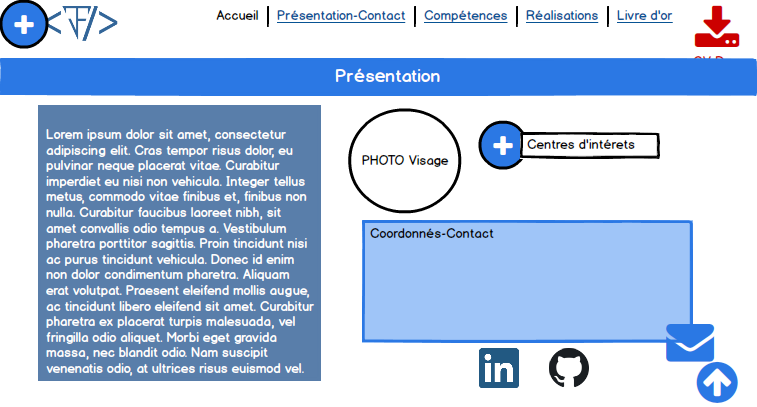 Accueil Présentation-Contact Compétences Réalisations Livre d'or
Présentation
Lorem ipsum dolor sit amet, consectetur
adipiscing elit. Cras tempor risus dolor, eu
pulvinar neque placerat vitae. Curabitur
imperdiet eu nisi non vehicula. Integer tellus
metus, commodo vitae finibus et, finibus non
nulla. Curabitur faucibus laoreet nibh, sit
amet convallis odio tempus a. Vestibulum
pharetra porttitor sagittis. Proin tincidunt nisi
ac purus tincidunt vehicula. Donec id enim
non dolor condimentum pharetra. Aliquam
erat volutpat. Praesent eleifend mollis augue,
ac tincidunt libero eleifend sit amet. Curabitur
pharetra ex placerat turpis malesuada, vel
fringilla odio aliquet. Morbi eget gravida
massa, nec blandit odio. Nam suscipit
venenatis odio, at ultrices risus euismod vel.
PHOTO Visage
Centres d'intérets
Coordonnés-Contact
in